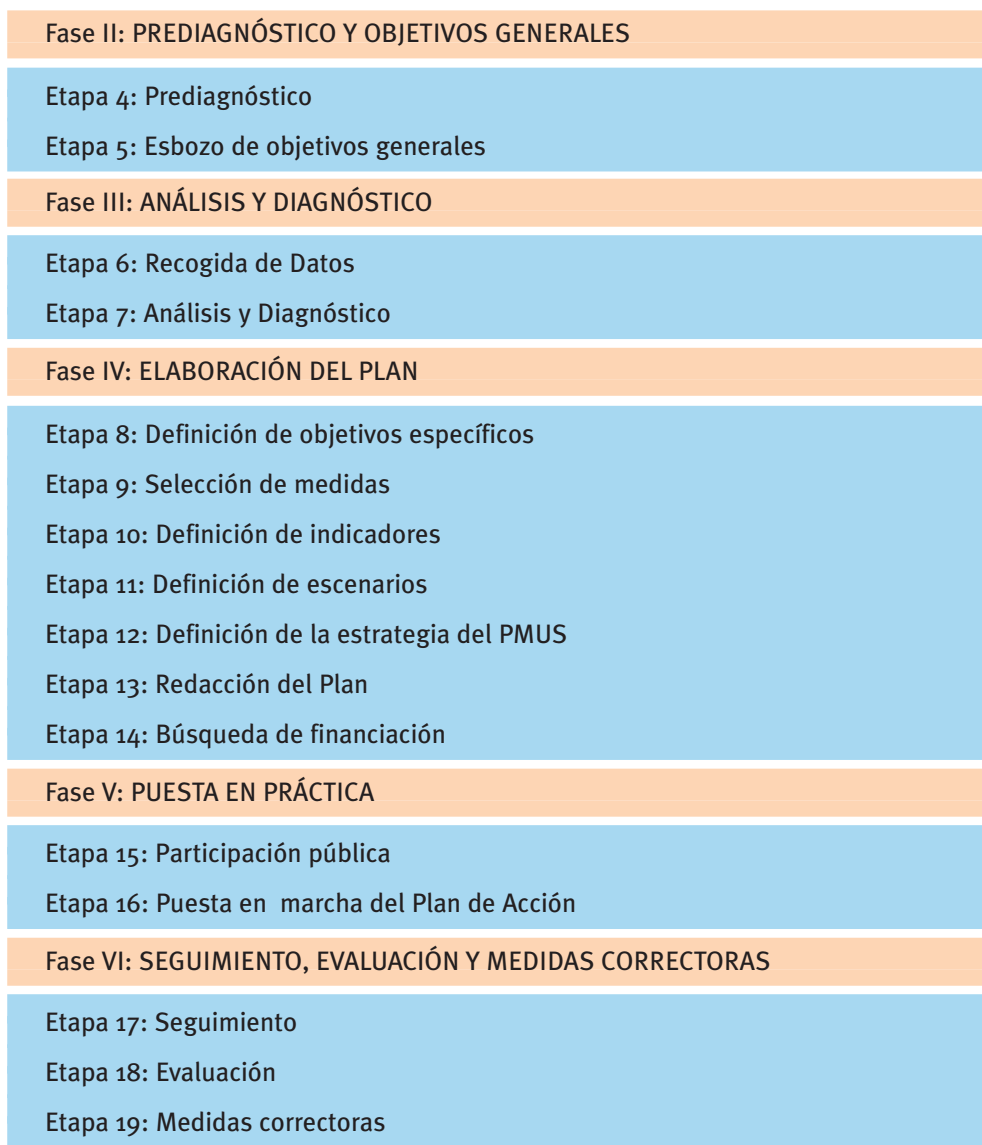 Fase II: PREDIAGNÓSTICO Y OBJETIVOS GENERALES
Etapa 4: Prediagnóstico
Etapa 5: Esbozo de objetivos generales
Fase III: ANÁLISIS Y DIAGNÓSTICO
Etapa 6: Recogida de Datos
Etapa 7: Análisis y Diagnóstico
Fase IV: ELABORACIÓN DEL PLAN
Etapa 8: Definición de objetivos específicos
Etapa 9: Selección de medidas
Etapa 10: Definición de indicadores
Etapa 11: Definición de escenarios
Etapa 12: Definición de la estrategia del PMUS
Etapa 13: Redacción del Plan
Etapa 14: Búsqueda de financiación
Fase V: PUESTA EN PRÁCTICA
Etapa 15: Participación pública
Etapa 16: Puesta en marcha del Plan de Acción
Fase VI: SEGUIMIENTO, EVALUACIÓN Y MEDIDAS CORRECTORAS
Etapa 17: Seguimiento
Etapa 18: Evaluación
Etapa 19: Medidas correctoras